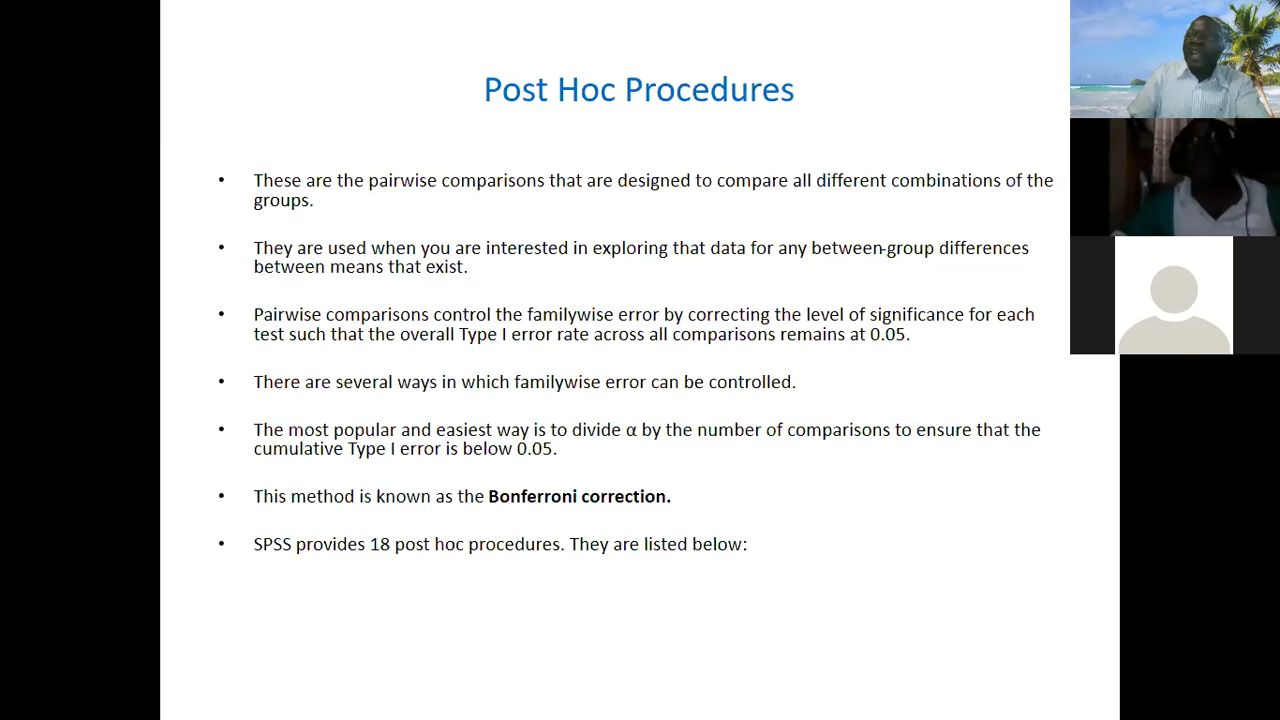 Post Hoc Procedures
• These are the pairwise comparisons that are designed to compare all different combinations of the
groups.
• They are used when you are interested in exploring that data for any between-group differences
between means that exist.
• Pairwise comparisons control the familywise error by correcting the level of significance for each
test such that the overall Type I error rate across all comparisons remains at 0.05.
• There are several ways in which familywise error can be controlled.
• The most popular and easiest way is to divide α by the number of comparisons to ensure that the
cumulative Type I error is below 0.05.
• This method is known as the Bonferroni correction.
• SPSS provides 18 post hoc procedures. They are listed below: